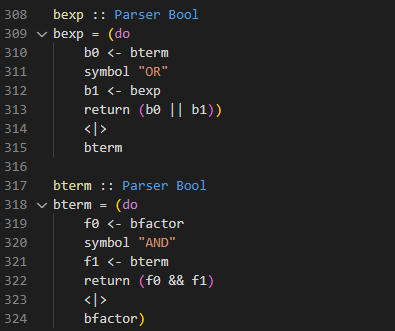 308 bexp :: Parser Bool
309 bexp = (do
310     b0 <- bterm
311     symbol "OR"
312     b1 <- bexp
313     return (b0 || b1))
314     <|>
315     bterm
316
317 bterm :: Parser Bool
318 bterm = (do
319     f0 <- bfactor
320     symbol "AND"
321     f1 <- bterm
322     return (f0 && f1)
323     <|>
324     bfactor)